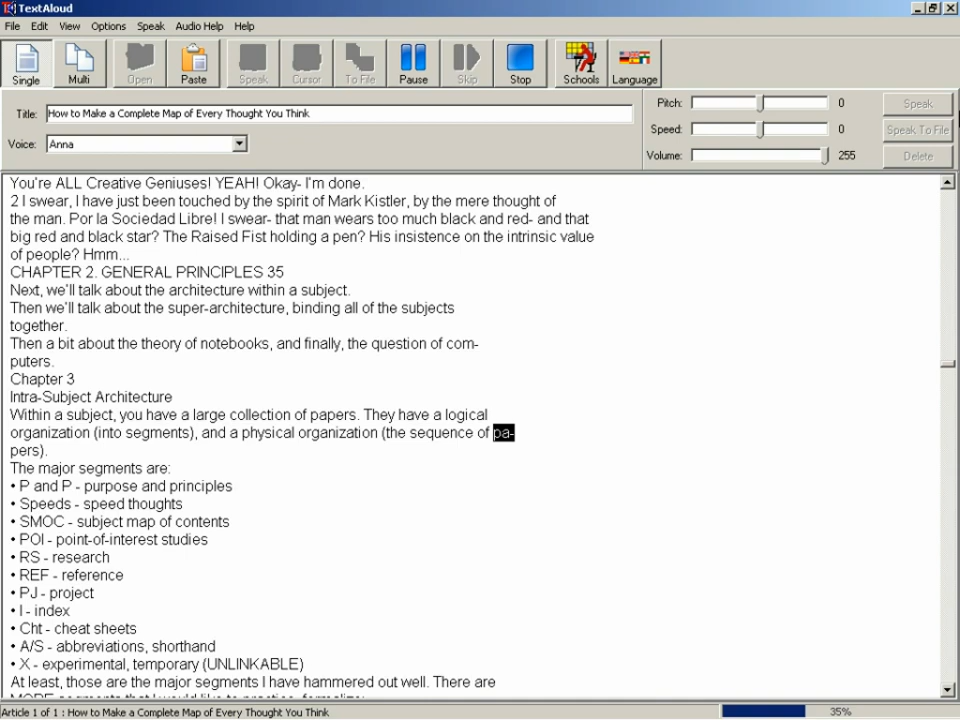 TextAloud
File Edit View Options Speak Audio Help Help
Single Multi Open Paste Speak Cursor To File Pause Skip Stop Schools Language
Title: How to Make a Complete Map of Every Thought You Think
Voice: Anna
Pitch: 0 Speak
Speed: 0 Speak To File
Volume: 255 Delete
You're ALL Creative Geniuses! YEAH! Okay- I'm done.
2 I swear, I have just been touched by the spirit of Mark Kistler, by the mere thought of
the man. Por la Sociedad Libre! I swear- that man wears too much black and red- and that
big red and black star? The Raised Fist holding a pen? His insistence on the intrinsic value
of people? Hmm...
CHAPTER 2. GENERAL PRINCIPLES 35
Next, we'll talk about the architecture within a subject.
Then we'll talk about the super-architecture, binding all of the subjects
together.
Then a bit about the theory of notebooks, and finally, the question of com-
puters.
Chapter 3
Intra-Subject Architecture
Within a subject, you have a large collection of papers. They have a logical
organization (into segments), and a physical organization (the sequence of pa-
pers).
The major segments are:
• P and P - purpose and principles
• Speeds - speed thoughts
• SMOC - subject map of contents
• POI - point-of-interest studies
• RS - research
• REF - reference
• PJ - project
• I - index
• Cht - cheat sheets
• A/S - abbreviations, shorthand
• X - experimental, temporary (UNLINKABLE)
At least, those are the major segments I have hammered out well. There are
MORE segments that I would like to practice, formalize:
Article 1 of 1 : How to Make a Complete Map of Every Thought You Think 35%